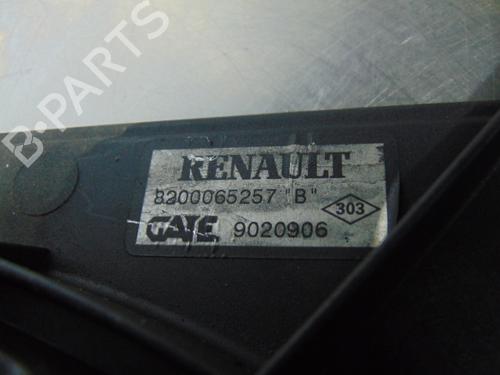 B-PARTS
RENAULT
8200065257 "B"
303
GATE 9020906